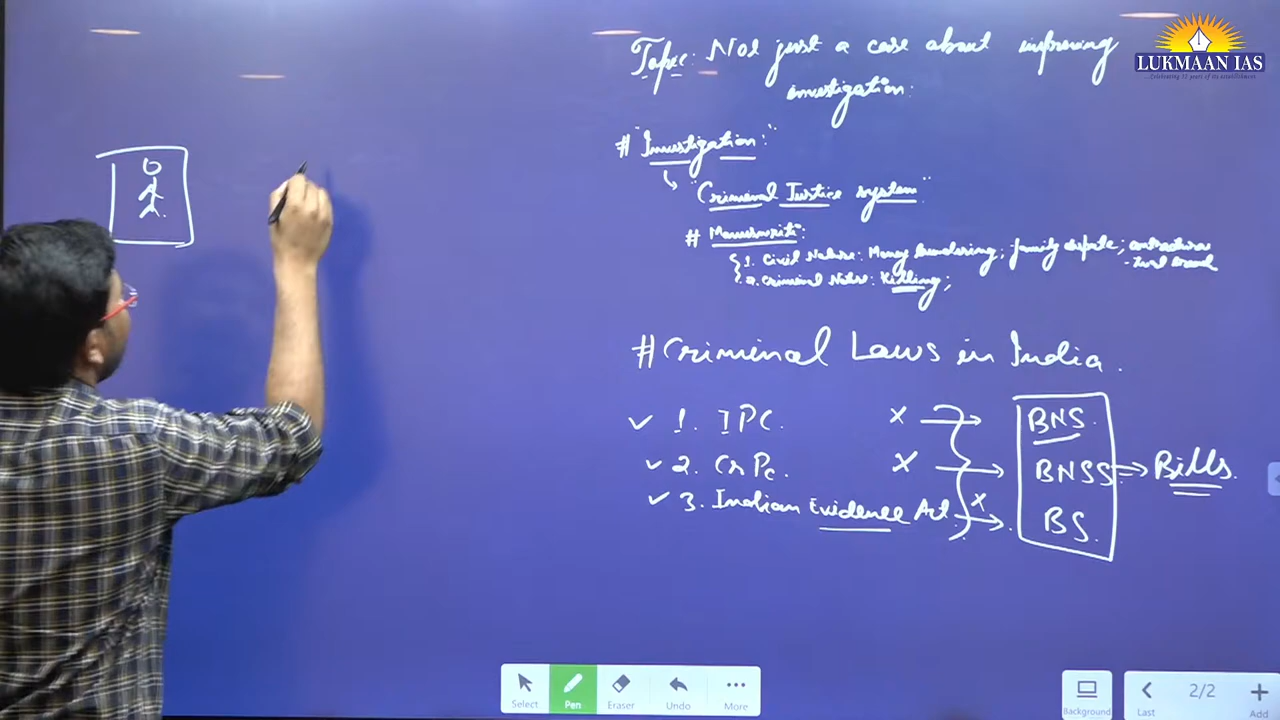 Topic: Not just a case about improving
investigation:
LUKMAAN IAS
# "Investigation:"
"Criminal Justice system"
#
1. Civil Nature: Money laundering; family dispute;
2. Criminal Nature: Killing;
# Criminal Laws in India.
✓ 1. IPC. x → BNS.
✓ 2. CrPc. x → BNSS ⇒ Bills.
✓ 3. Indian Evidence Act. x → BS.
Select Pen Eraser Undo More
Background Last 2/2 Add